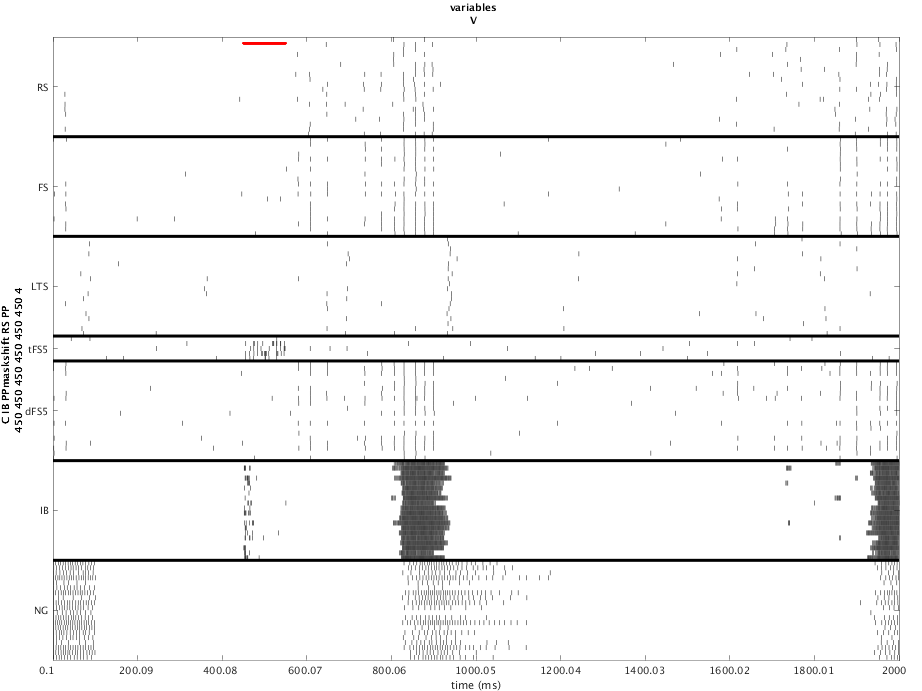 variables
V
RS
FS
LTS
tFS5
dFS5
IB
NG
C IB PPmaskshift RS PP
450 450 450 450 450 450 4
0.1 200.09 400.08 600.07 800.06 1000.05 1200.04 1400.03 1600.02 1800.01 2000
time (ms)